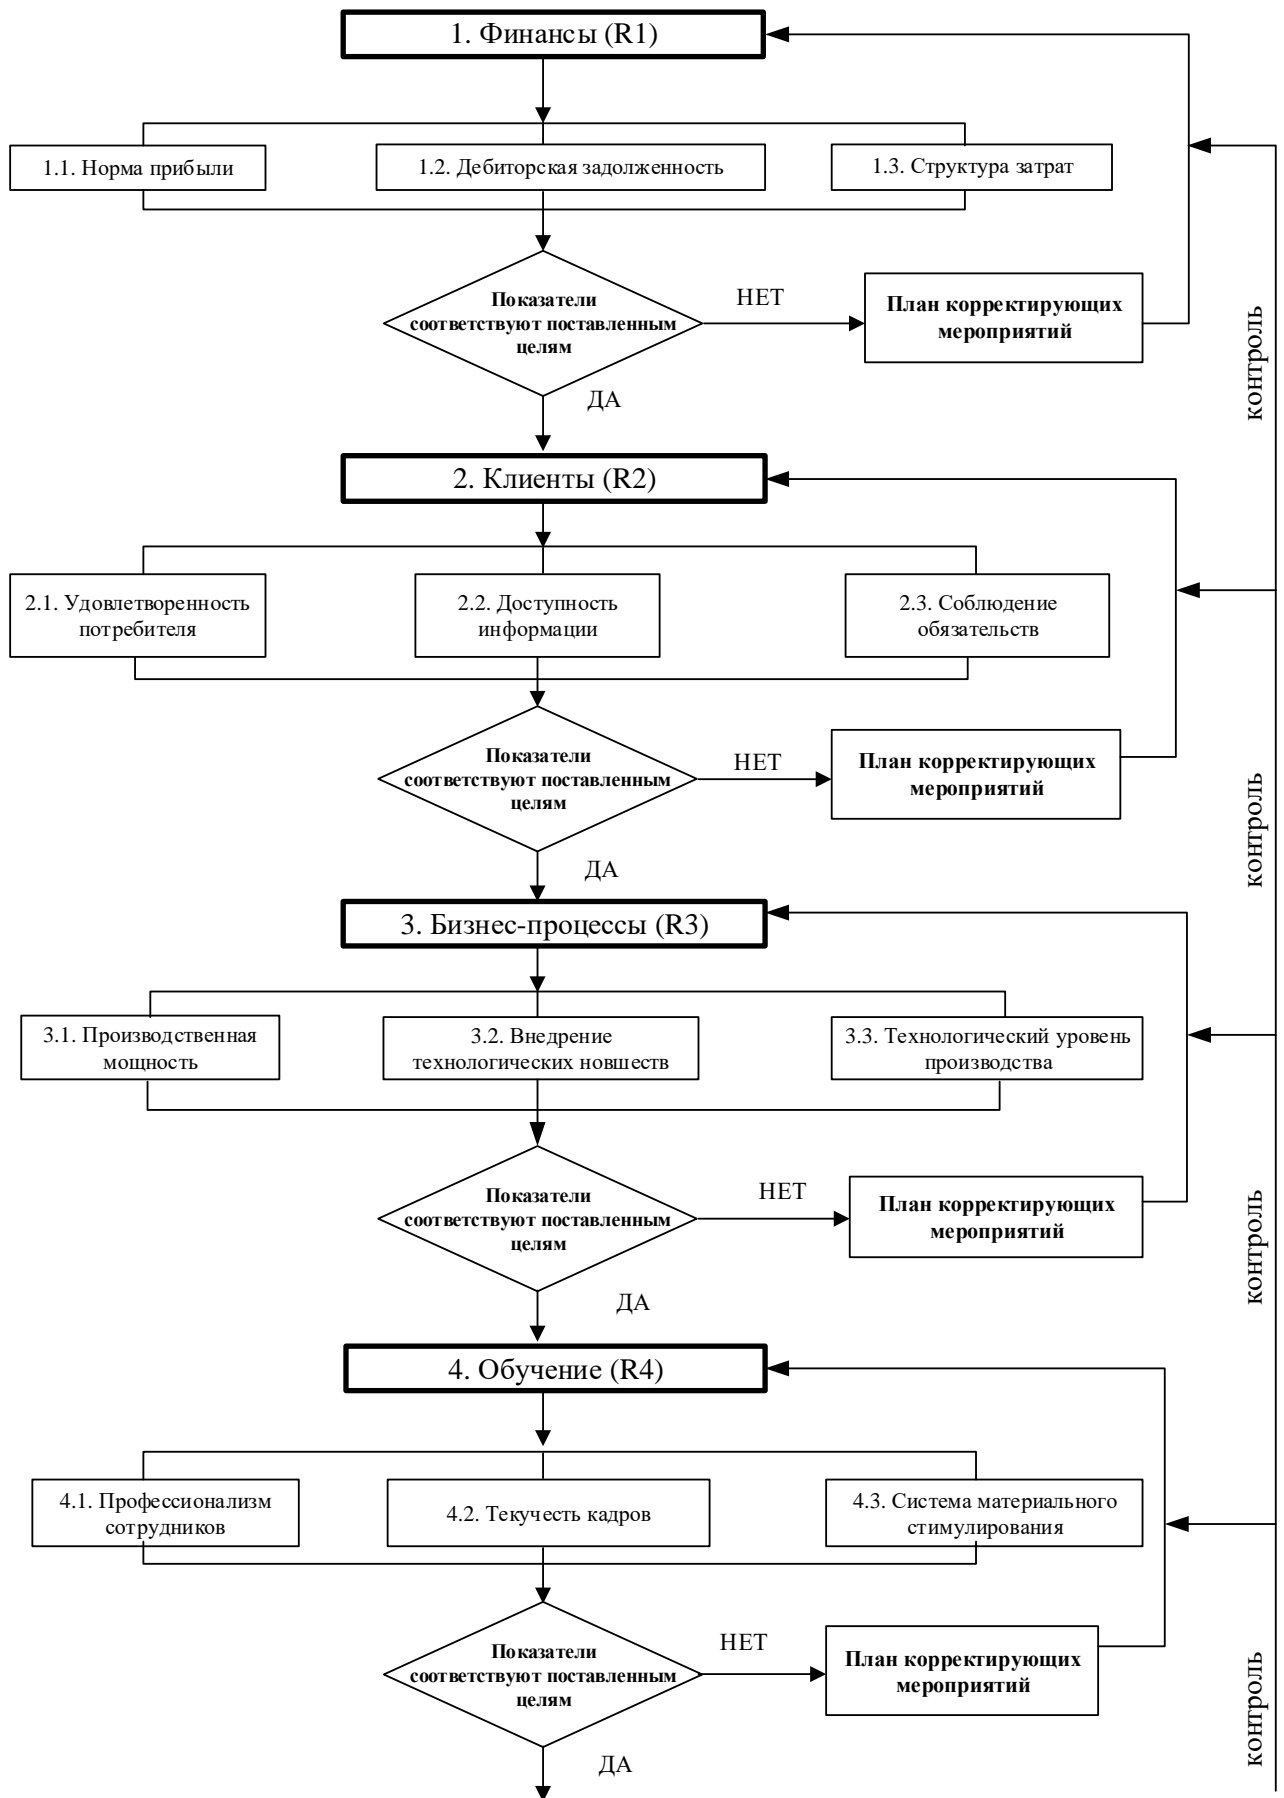 1. Финансы (R1)
1.1. Норма прибыли
1.2. Дебиторская задолженность
1.3. Структура затрат
Показатели
соответствуют поставленным
целям
НЕТ
План корректирующих
мероприятий
контроль
ДА
2. Клиенты (R2)
2.1. Удовлетворенность
потребителя
2.2. Доступность
информации
2.3. Соблюдение
обязательств
Показатели
соответствуют поставленным
целям
НЕТ
План корректирующих
мероприятий
контроль
ДА
3. Бизнес-процессы (R3)
3.1. Производственная
мощность
3.2. Внедрение
технологических новшеств
3.3. Технологический уровень
производства
Показатели
соответствуют поставленным
целям
НЕТ
План корректирующих
мероприятий
контроль
ДА
4. Обучение (R4)
4.1. Профессионализм
сотрудников
4.2. Текучесть кадров
4.3. Система материального
стимулирования
Показатели
соответствуют поставленным
целям
НЕТ
План корректирующих
мероприятий
контроль
ДА